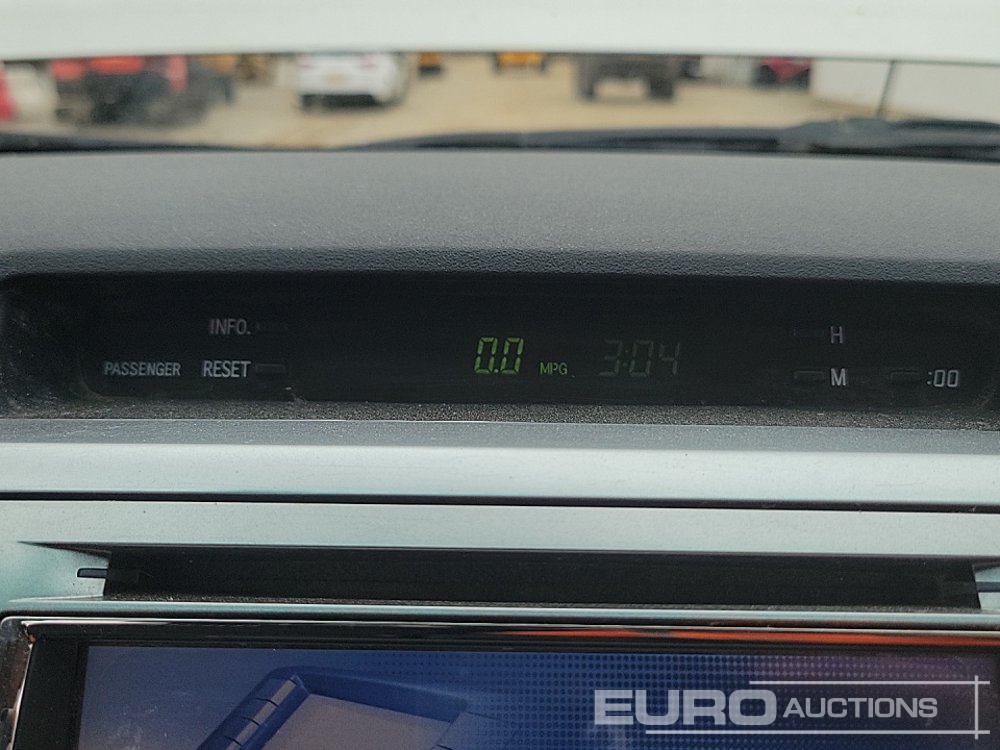 INFO. H
PASSENGER RESET 0.0 MPG 3:04 M :00
EURO AUCTIONS